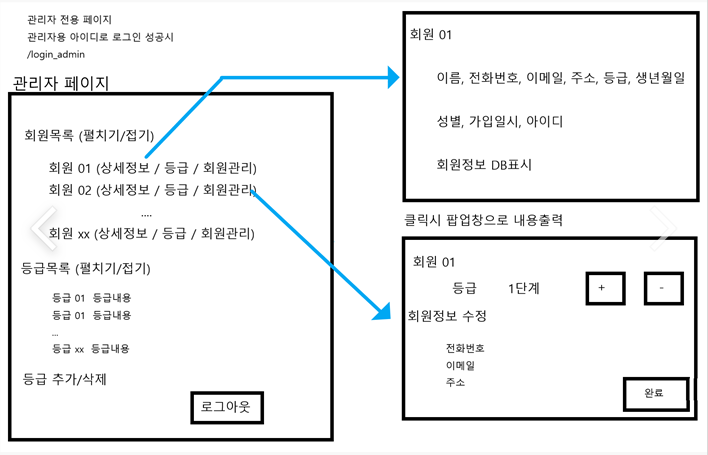 관리자 전용 페이지
관리자용 아이디로 로그인 성공시
/login_admin
관리자 페이지
회원목록 (펼치기/접기)
회원 01 (상세정보 / 등급 / 회원관리)
회원 02 (상세정보 / 등급 / 회원관리)
....
회원 xx (상세정보 / 등급 / 회원관리)
등급목록 (펼치기/접기)
등급 01 등급내용
등급 01 등급내용
...
등급 xx 등급내용
등급 추가/삭제
로그아웃
회원 01
이름, 전화번호, 이메일, 주소, 등급, 생년월일
성별, 가입일시, 아이디
회원정보 DB표시
클릭시 팝업창으로 내용출력
회원 01
등급 1단계 + -
회원정보 수정
전화번호
이메일
주소
완료